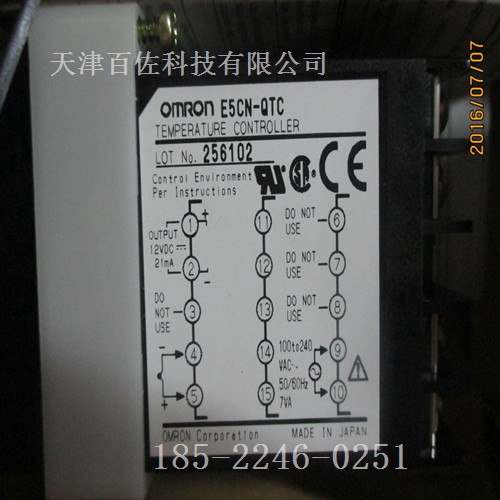 天津百佐科技有限公司
2016/07/07
OMRON E5CN-QTC
TEMPERATURE CONTROLLER
LOT No. 256102
Control Environment
Per Instructions
CE
OUTPUT
12VDC
21mA
1
+
2
-
DO
NOT
USE
3
-
4
+
5
11
12
13
14
15
DO NOT
USE
6
DO NOT
USE
7
DO NOT
USE
8
100to240
VAC~
50/60Hz
7VA
9
10
OMRON Corporation
MADE IN JAPAN
185-2246-0251